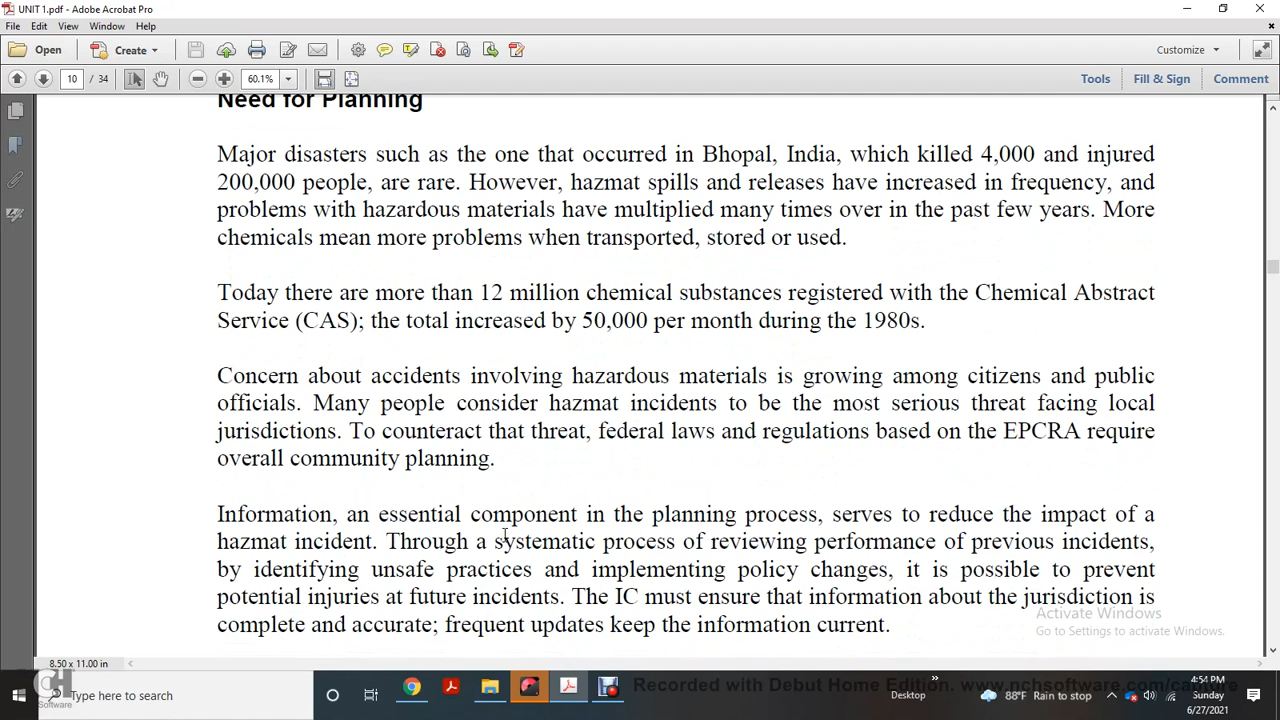 UNIT 1.pdf - Adobe Acrobat Pro
File Edit View Window Help
Open Create Customize
10 / 34 60.1% Tools Fill & Sign Comment
Need for Planning
Major disasters such as the one that occurred in Bhopal, India, which killed 4,000 and injured
200,000 people, are rare. However, hazmat spills and releases have increased in frequency, and
problems with hazardous materials have multiplied many times over in the past few years. More
chemicals mean more problems when transported, stored or used.
Today there are more than 12 million chemical substances registered with the Chemical Abstract
Service (CAS); the total increased by 50,000 per month during the 1980s.
Concern about accidents involving hazardous materials is growing among citizens and public
officials. Many people consider hazmat incidents to be the most serious threat facing local
jurisdictions. To counteract that threat, federal laws and regulations based on the EPCRA require
overall community planning.
Information, an essential component in the planning process, serves to reduce the impact of a
hazmat incident. Through a systematic process of reviewing performance of previous incidents,
by identifying unsafe practices and implementing policy changes, it is possible to prevent
potential injuries at future incidents. The IC must ensure that information about the jurisdiction is
complete and accurate; frequent updates keep the information current.
Activate Windows
Go to Settings to activate Windows.
8.50 x 11.00 in
Recorded with Debut Home Edition. www.nchsoftware.com/capture
CH Software
Type here to search
Desktop
88°F Rain to stop
4:54 PM
Sunday
6/27/2021